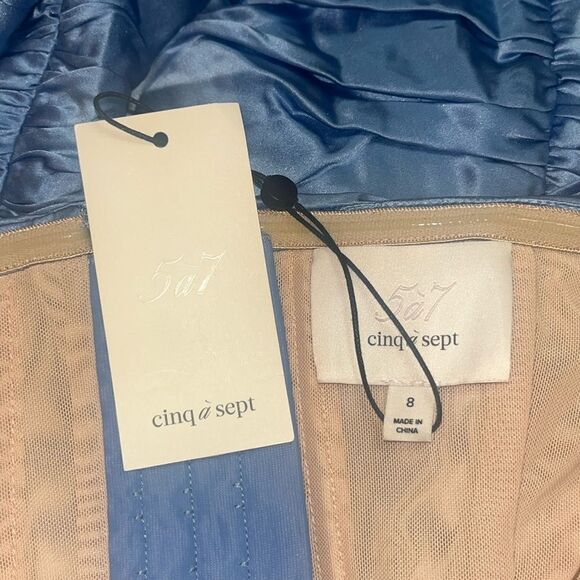 5à7
cinq à sept
5à7
cinq à sept
8
MADE IN
CHINA